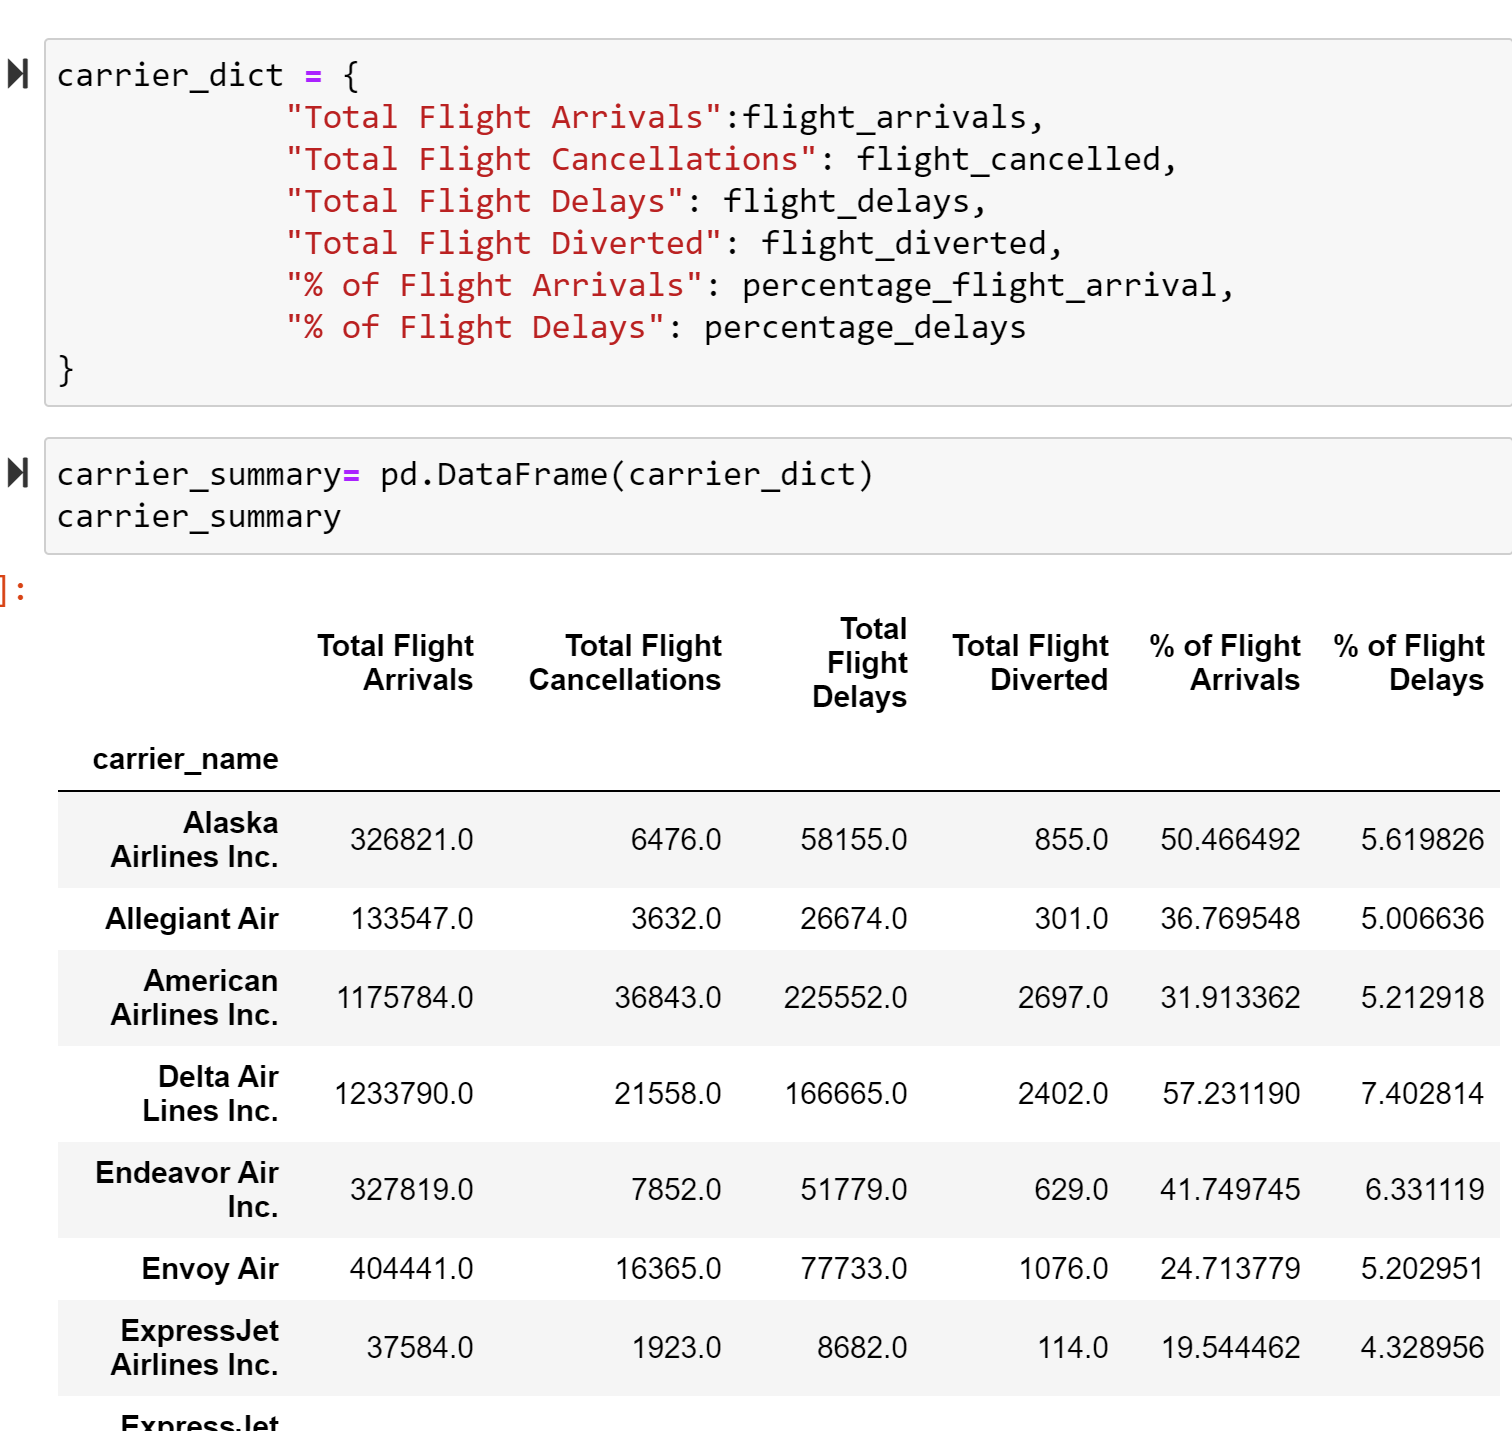 carrier_dict = {
"Total Flight Arrivals":flight_arrivals,
"Total Flight Cancellations": flight_cancelled,
"Total Flight Delays": flight_delays,
"Total Flight Diverted": flight_diverted,
"% of Flight Arrivals": percentage_flight_arrival,
"% of Flight Delays": percentage_delays
}
carrier_summary= pd.DataFrame(carrier_dict)
carrier_summary
]:
Total Flight Arrivals Total Flight Cancellations Total Flight Delays Total Flight Diverted % of Flight Arrivals % of Flight Delays
carrier_name
Alaska Airlines Inc. 326821.0 6476.0 58155.0 855.0 50.466492 5.619826
Allegiant Air 133547.0 3632.0 26674.0 301.0 36.769548 5.006636
American Airlines Inc. 1175784.0 36843.0 225552.0 2697.0 31.913362 5.212918
Delta Air Lines Inc. 1233790.0 21558.0 166665.0 2402.0 57.231190 7.402814
Endeavor Air Inc. 327819.0 7852.0 51779.0 629.0 41.749745 6.331119
Envoy Air 404441.0 16365.0 77733.0 1076.0 24.713779 5.202951
ExpressJet Airlines Inc. 37584.0 1923.0 8682.0 114.0 19.544462 4.328956
ExpressJet